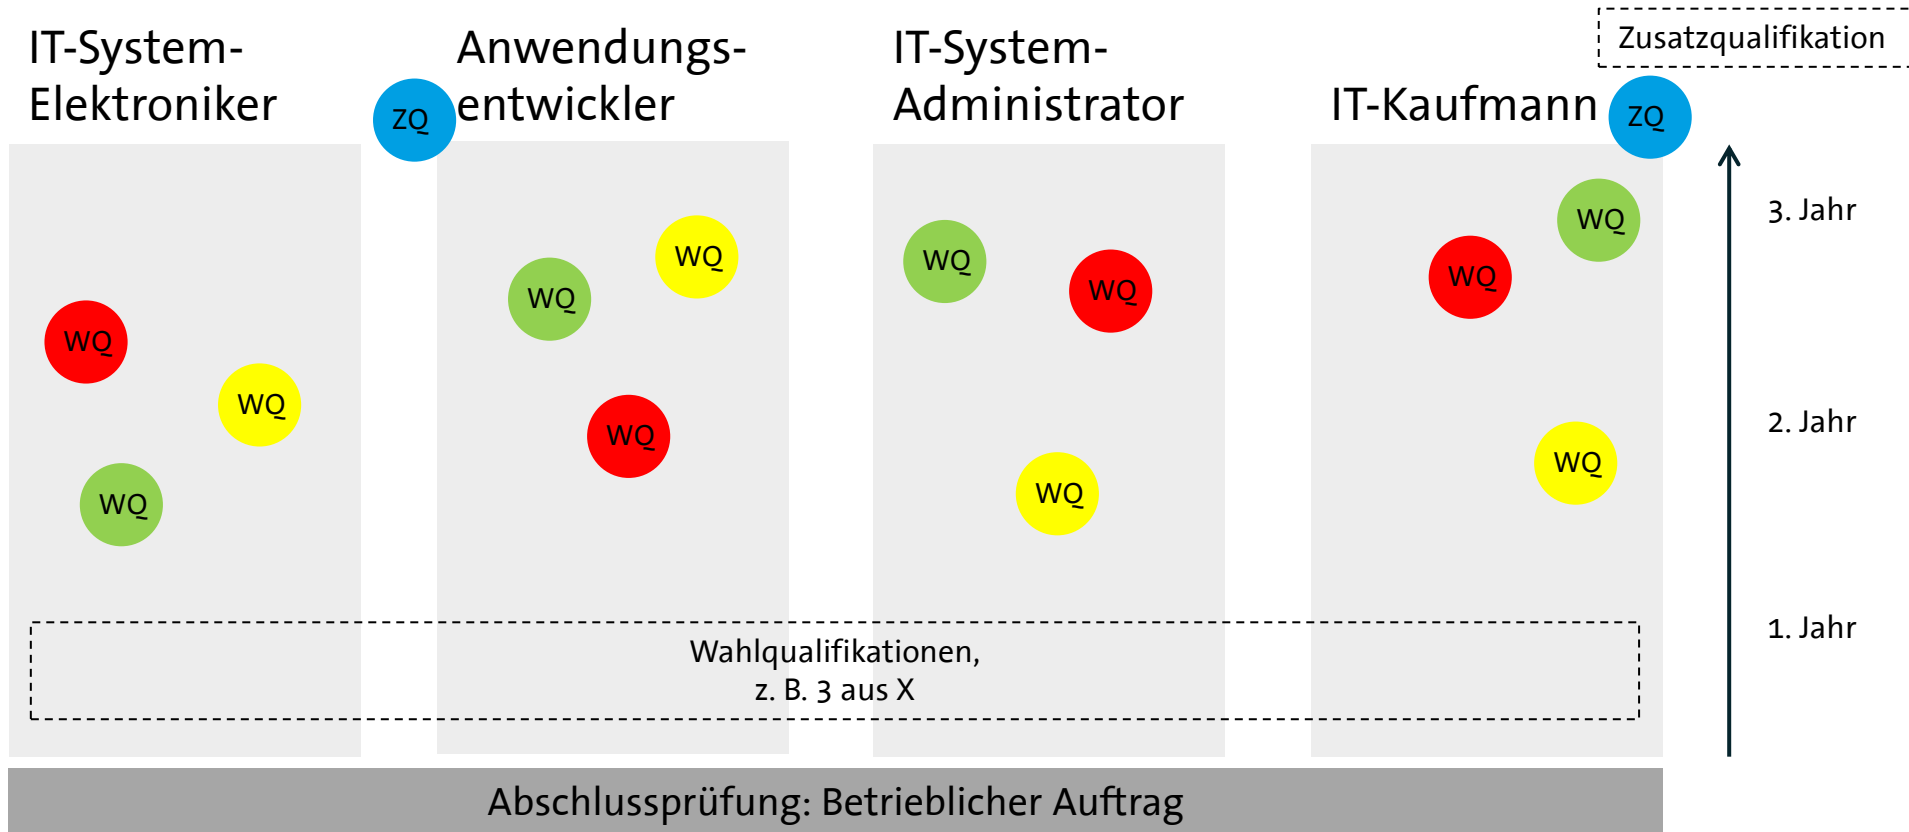 IT-System-
Elektroniker
Anwendungs-
entwickler
IT-System-
Administrator
IT-Kaufmann
Zusatzqualifikation
ZQ
ZQ
WQ
WQ
WQ
WQ
WQ
WQ
WQ
WQ
WQ
WQ
WQ
WQ
3. Jahr
2. Jahr
1. Jahr
Wahlqualifikationen,
z. B. 3 aus X
Abschlussprüfung: Betrieblicher Auftrag